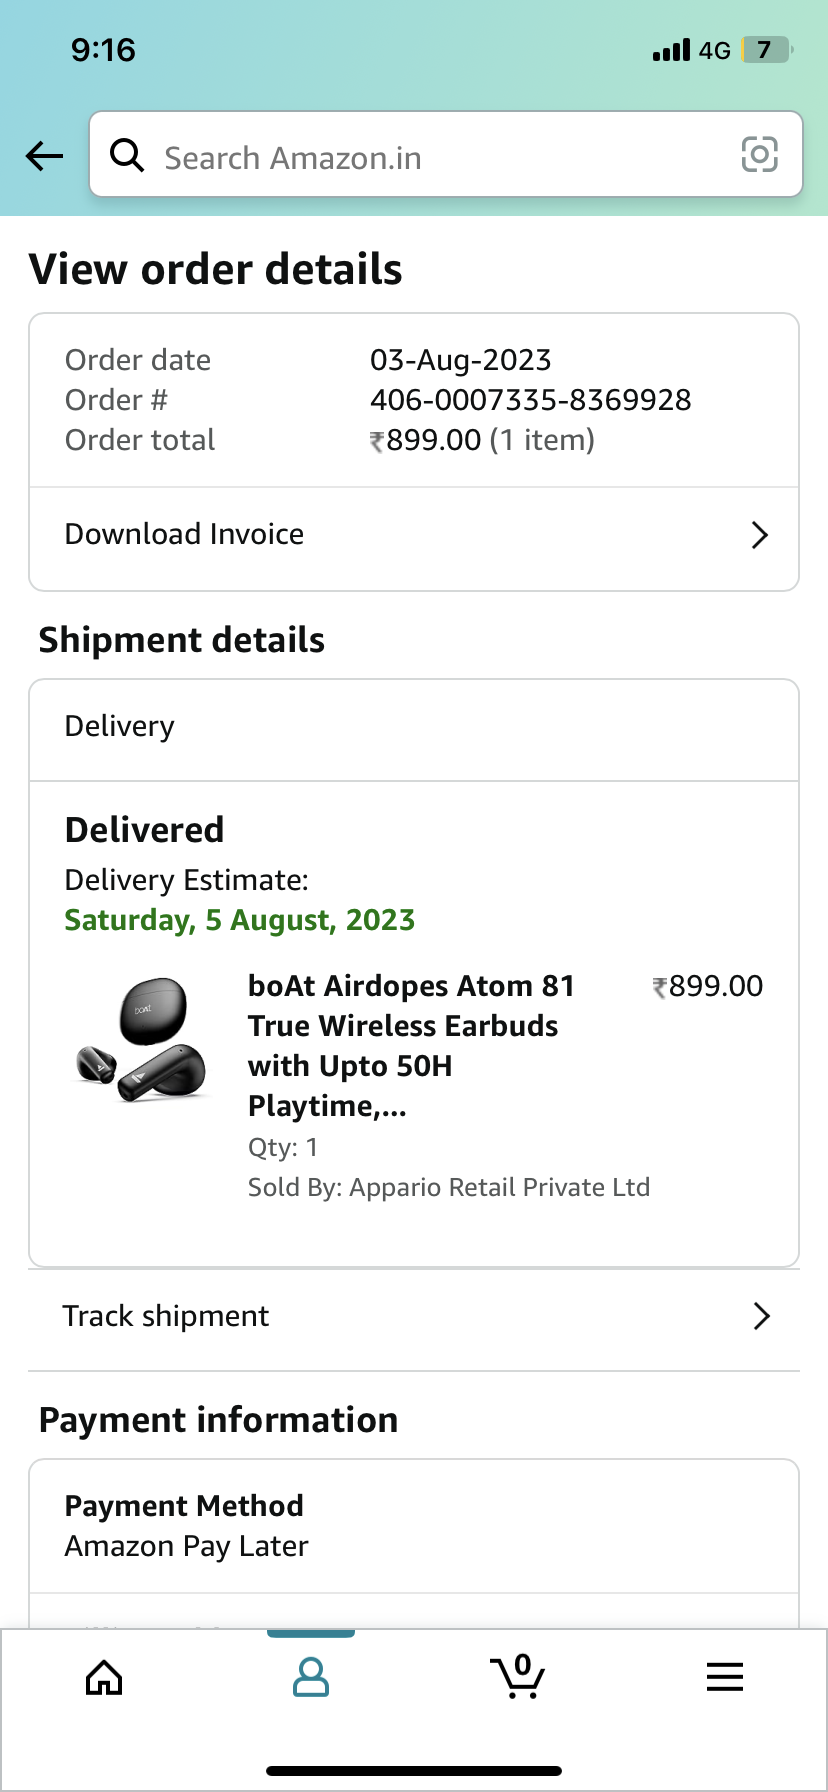 9:16
4G 7
Search Amazon.in
View order details
Order date 03-Aug-2023
Order # 406-0007335-8369928
Order total ₹899.00 (1 item)
Download Invoice
Shipment details
Delivery
Delivered
Delivery Estimate:
Saturday, 5 August, 2023
boAt
boAt Airdopes Atom 81 ₹899.00
True Wireless Earbuds
with Upto 50H
Playtime,...
Qty: 1
Sold By: Appario Retail Private Ltd
Track shipment
Payment information
Payment Method
Amazon Pay Later
0